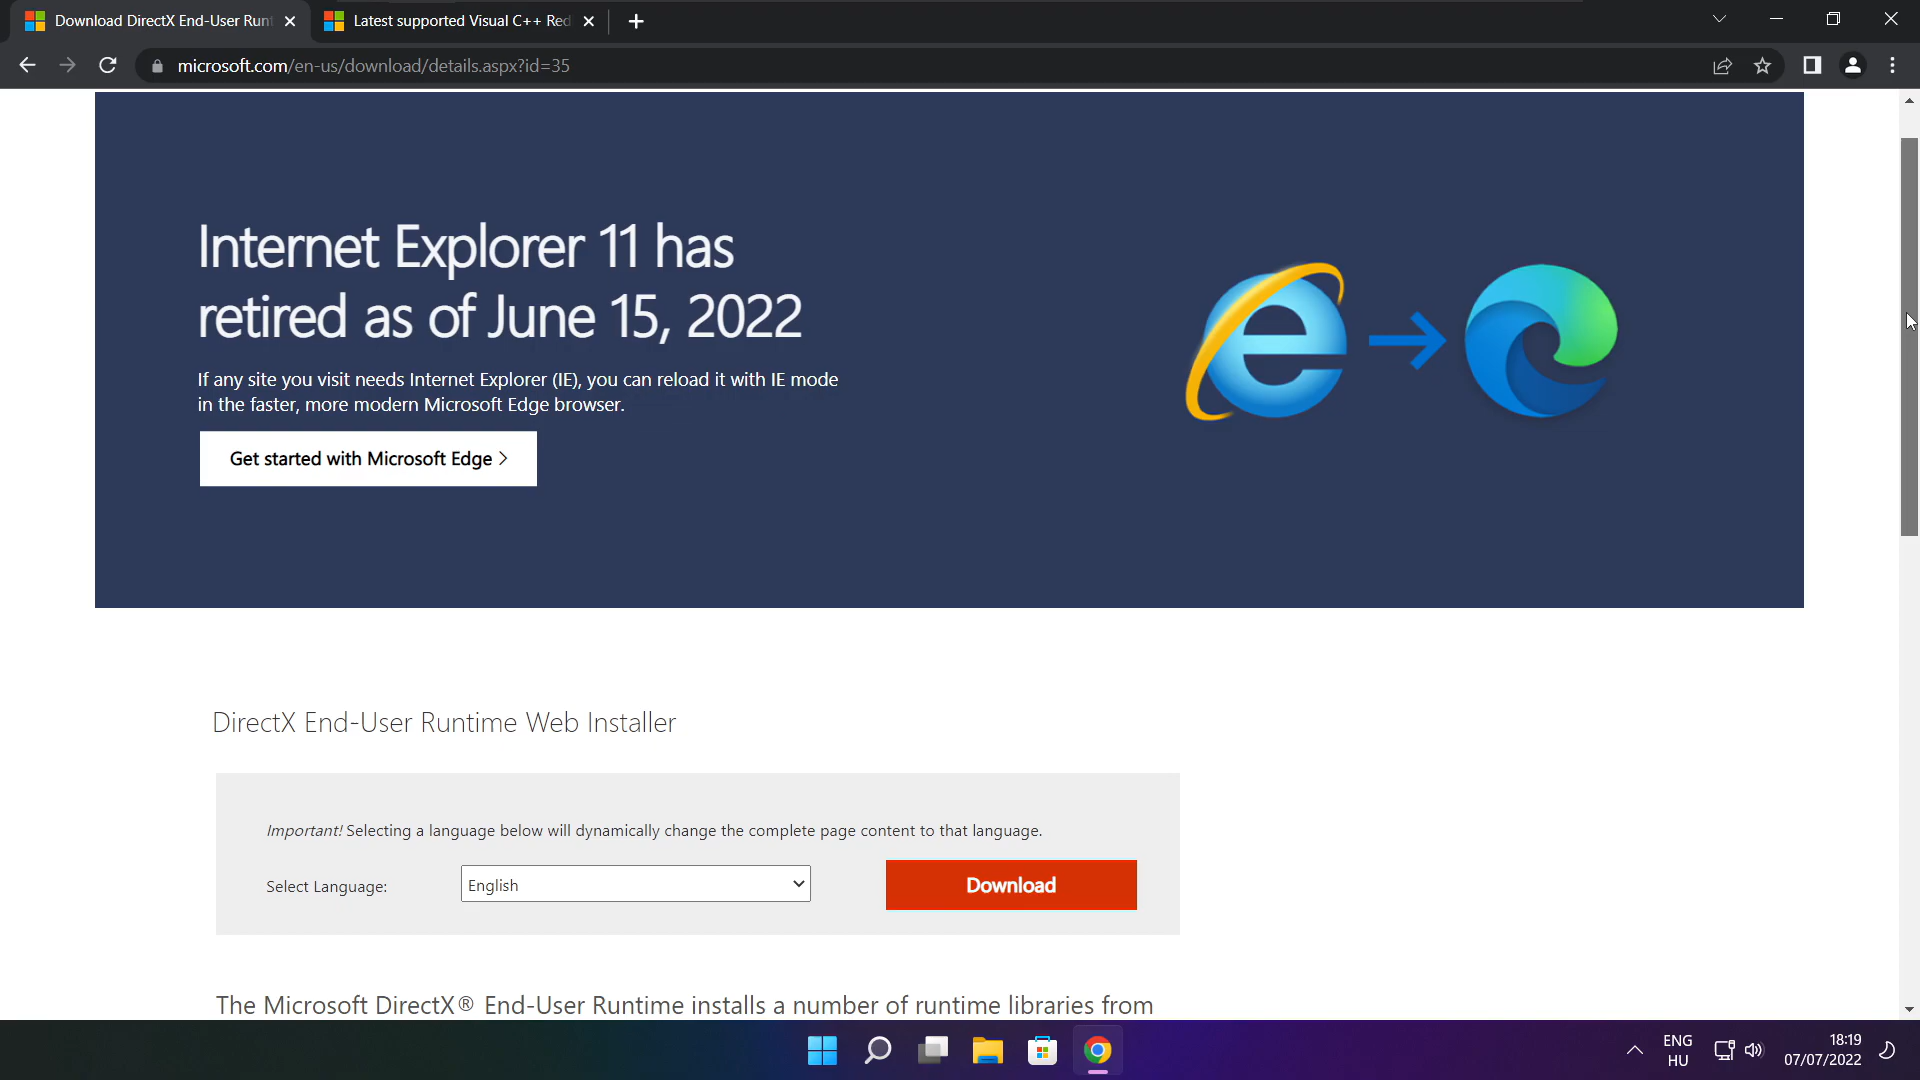 Download DirectX End-User Runt
Latest supported Visual C++ Red
microsoft.com/en-us/download/details.aspx?id=35
Internet Explorer 11 has
retired as of June 15, 2022
If any site you visit needs Internet Explorer (IE), you can reload it with IE mode
in the faster, more modern Microsoft Edge browser.
Get started with Microsoft Edge >
DirectX End-User Runtime Web Installer
Important! Selecting a language below will dynamically change the complete page content to that language.
Select Language:
English
Download
The Microsoft DirectX® End-User Runtime installs a number of runtime libraries from
ENG
HU
18:19
07/07/2022